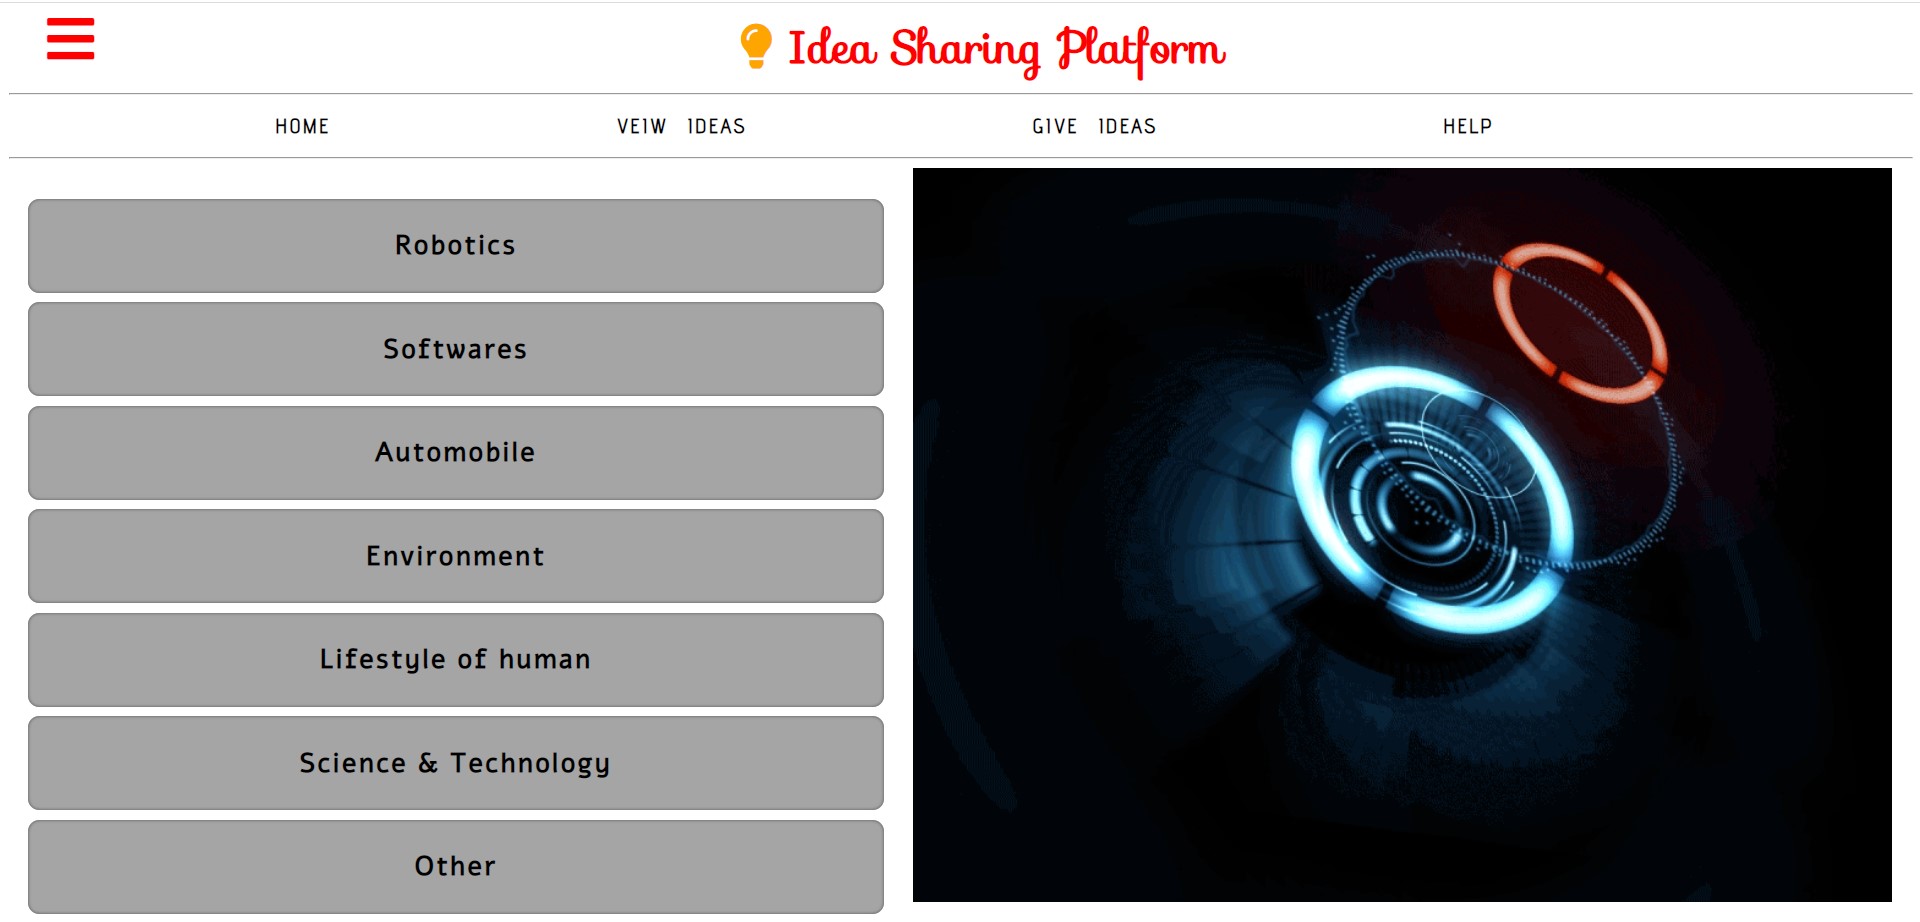 Idea Sharing Platform
HOME VEIW IDEAS GIVE IDEAS HELP
Robotics
Softwares
Automobile
Environment
Lifestyle of human
Science & Technology
Other